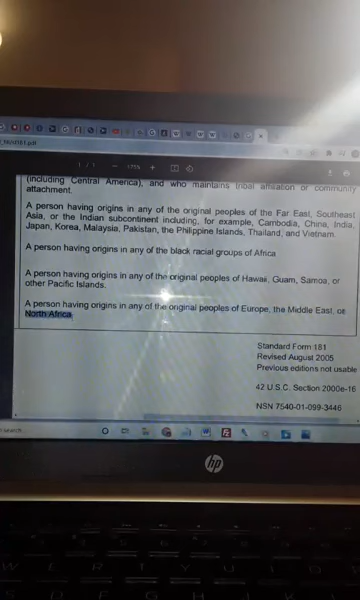 1 / 1
(including Central America), and who maintains tribal affiliation or community
attachment.
A person having origins in any of the original peoples of the Far East, Southeast
Asia, or the Indian subcontinent including, for example, Cambodia, China, India,
Japan, Korea, Malaysia, Pakistan, the Philippine Islands, Thailand, and Vietnam.
A person having origins in any of the black racial groups of Africa
A person having origins in any of the original peoples of Hawaii, Guam, Samoa, or
other Pacific Islands.
A person having origins in any of the original peoples of Europe, the Middle East, or
North Africa.
Standard Form 181
Revised August 2005
Previous editions not usable
42 U.S.C. Section 2000e-16
NSN 7540-01-099-3446
hp
W E R T Y U